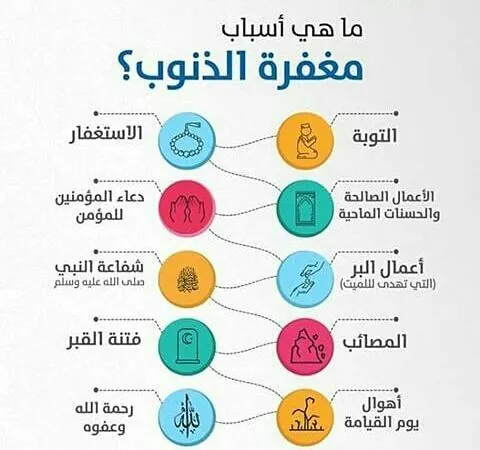 ما هي أسباب
مغفرة الذنوب؟
التوبة
الاستغفار
الأعمال الصالحة
والحسنات الماحية
دعاء المؤمنين
للمؤمن
أعمال البر
(التي تهدى للميت)
شفاعة النبي
صلى الله عليه وسلم
المصائب
فتنة القبر
أهوال
يوم القيامة
رحمة الله
وعفوه
الله